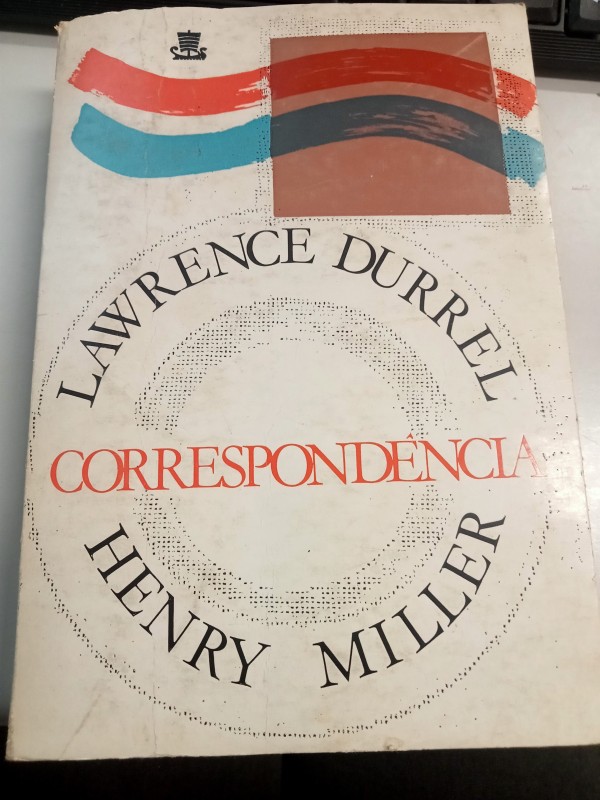 LAWRENCE DURREL
CORRESPONDÊNCIA
HENRY MILLER